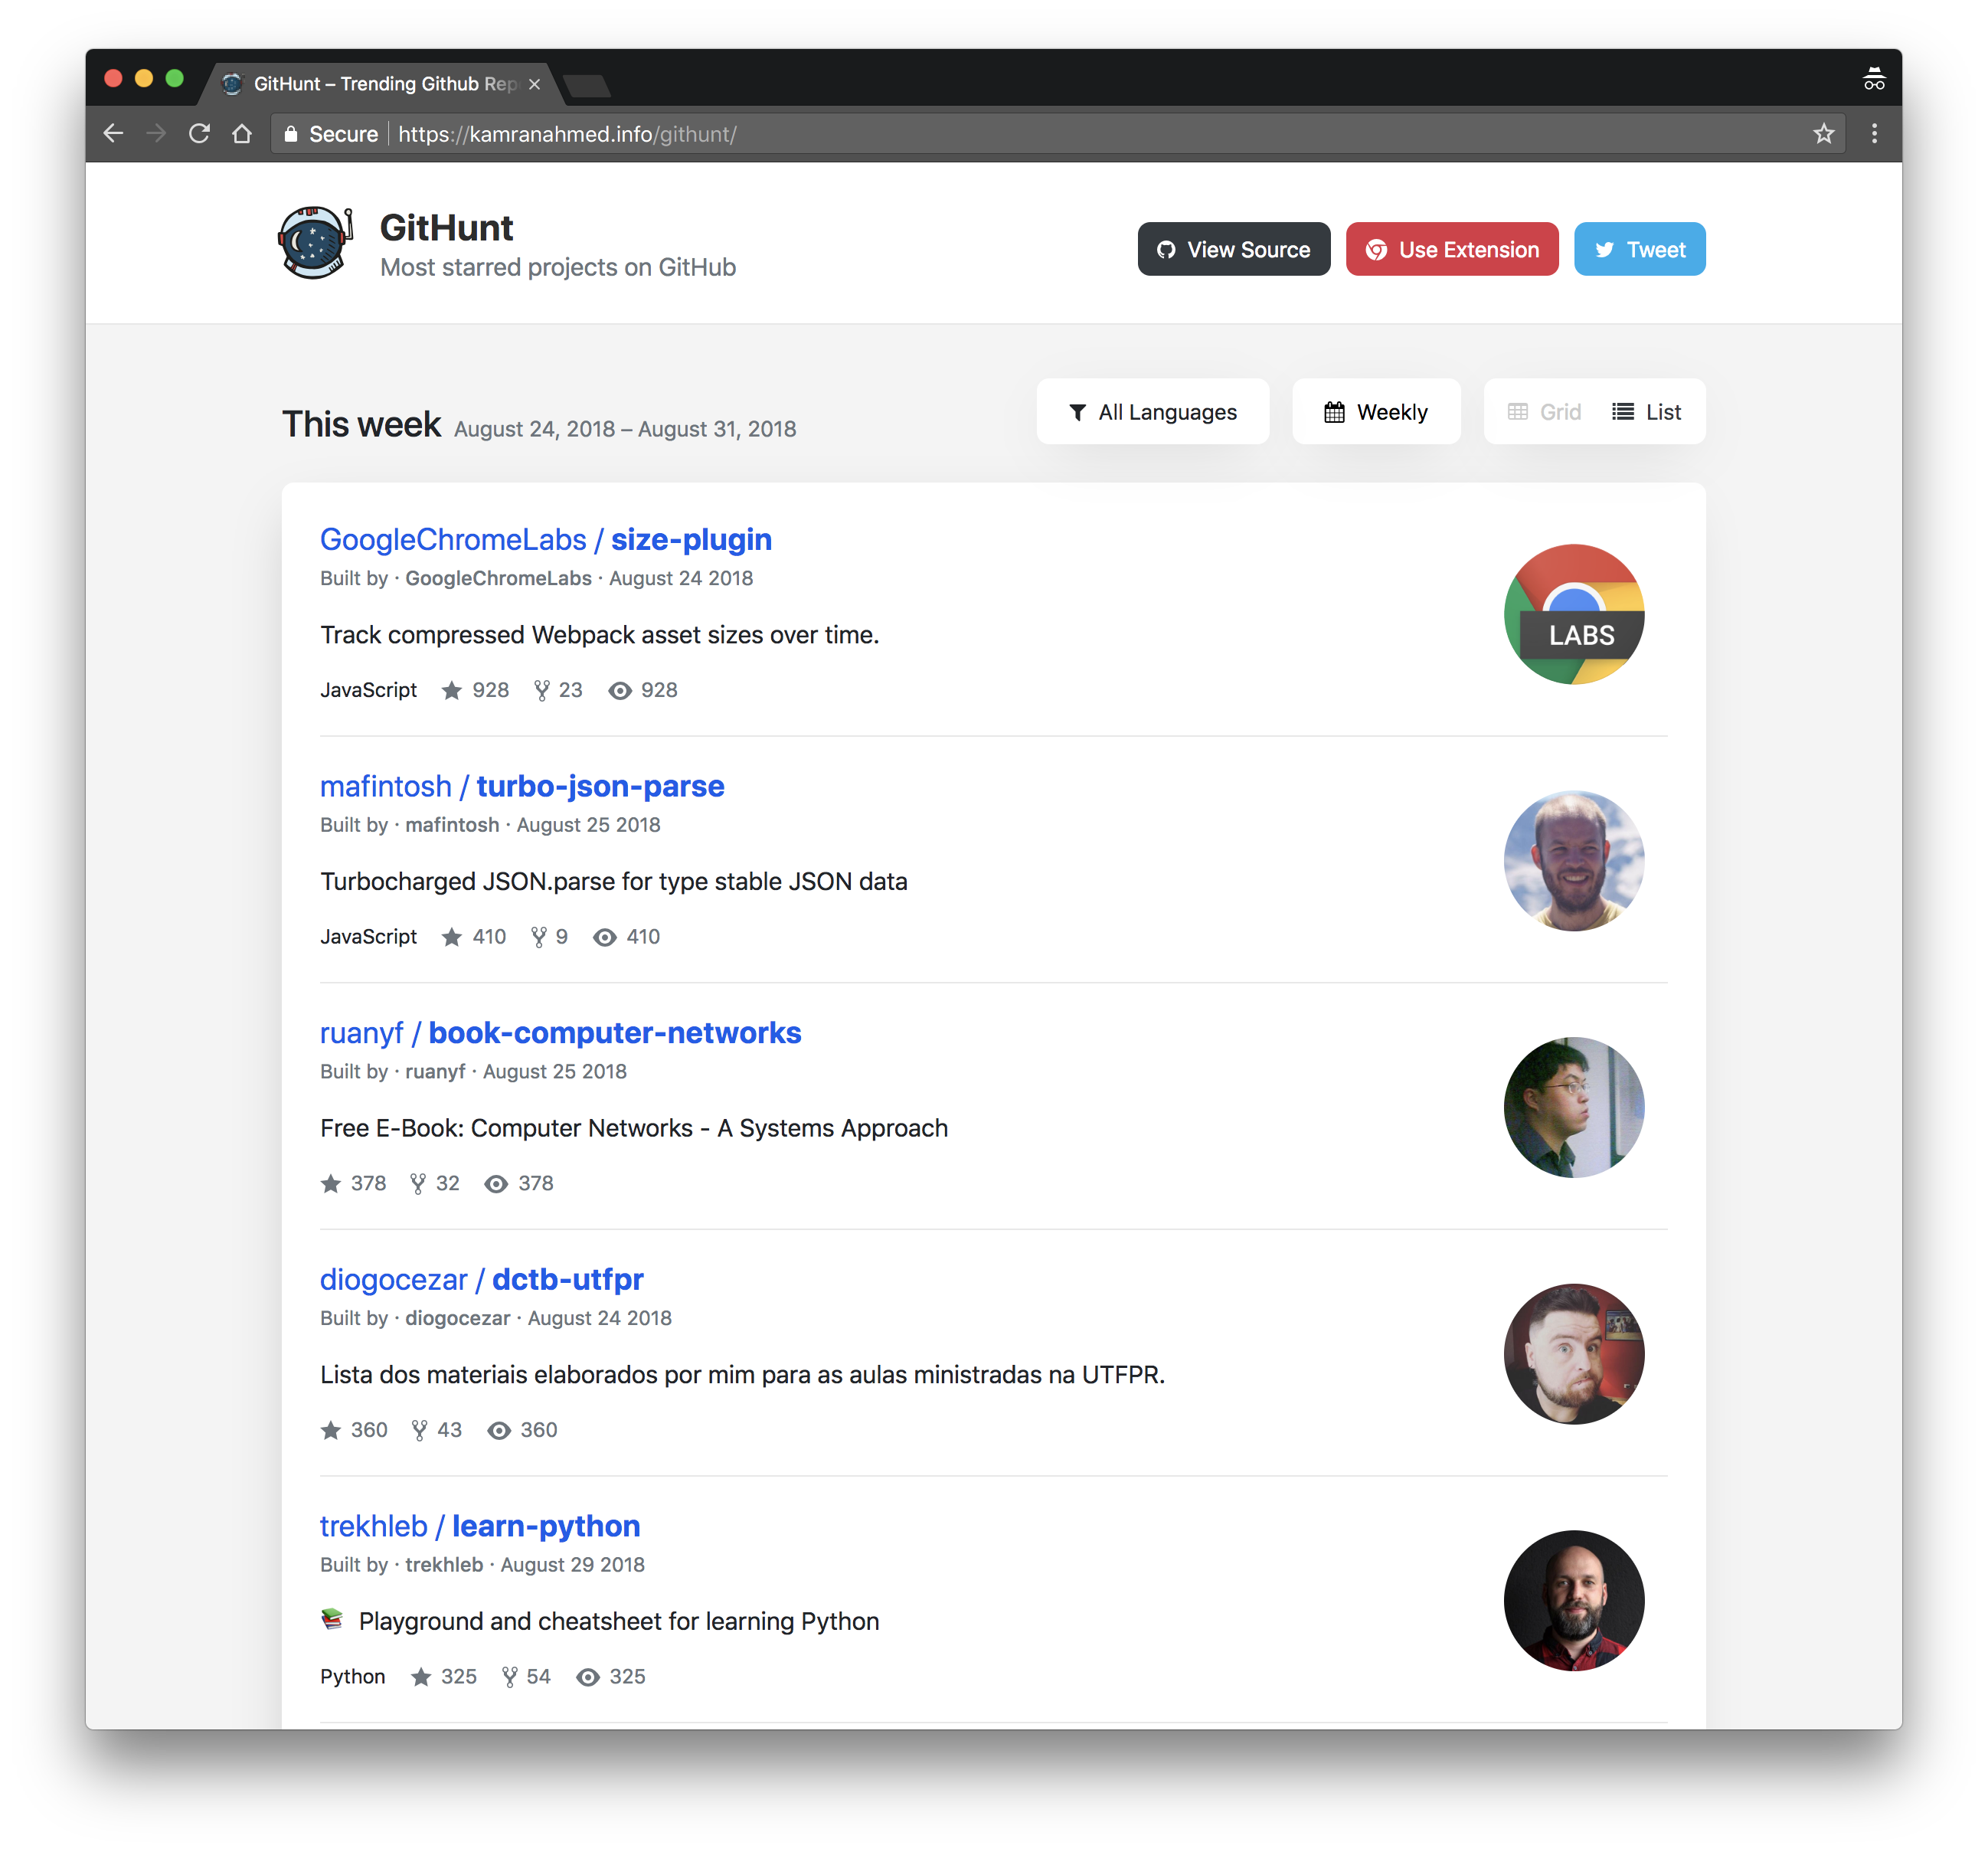 GitHunt – Trending Github Rep
Secure https://kamranahmed.info/githunt/
GitHunt
Most starred projects on GitHub
View Source
Use Extension
Tweet
This week August 24, 2018 – August 31, 2018
All Languages
Weekly
Grid
List
GoogleChromeLabs / size-plugin
Built by · GoogleChromeLabs · August 24 2018
Track compressed Webpack asset sizes over time.
JavaScript 928 23 928
LABS
mafintosh / turbo-json-parse
Built by · mafintosh · August 25 2018
Turbocharged JSON.parse for type stable JSON data
JavaScript 410 9 410
ruanyf / book-computer-networks
Built by · ruanyf · August 25 2018
Free E-Book: Computer Networks - A Systems Approach
378 32 378
diogocezar / dctb-utfpr
Built by · diogocezar · August 24 2018
Lista dos materiais elaborados por mim para as aulas ministradas na UTFPR.
360 43 360
trekhleb / learn-python
Built by · trekhleb · August 29 2018
📚 Playground and cheatsheet for learning Python
Python 325 54 325